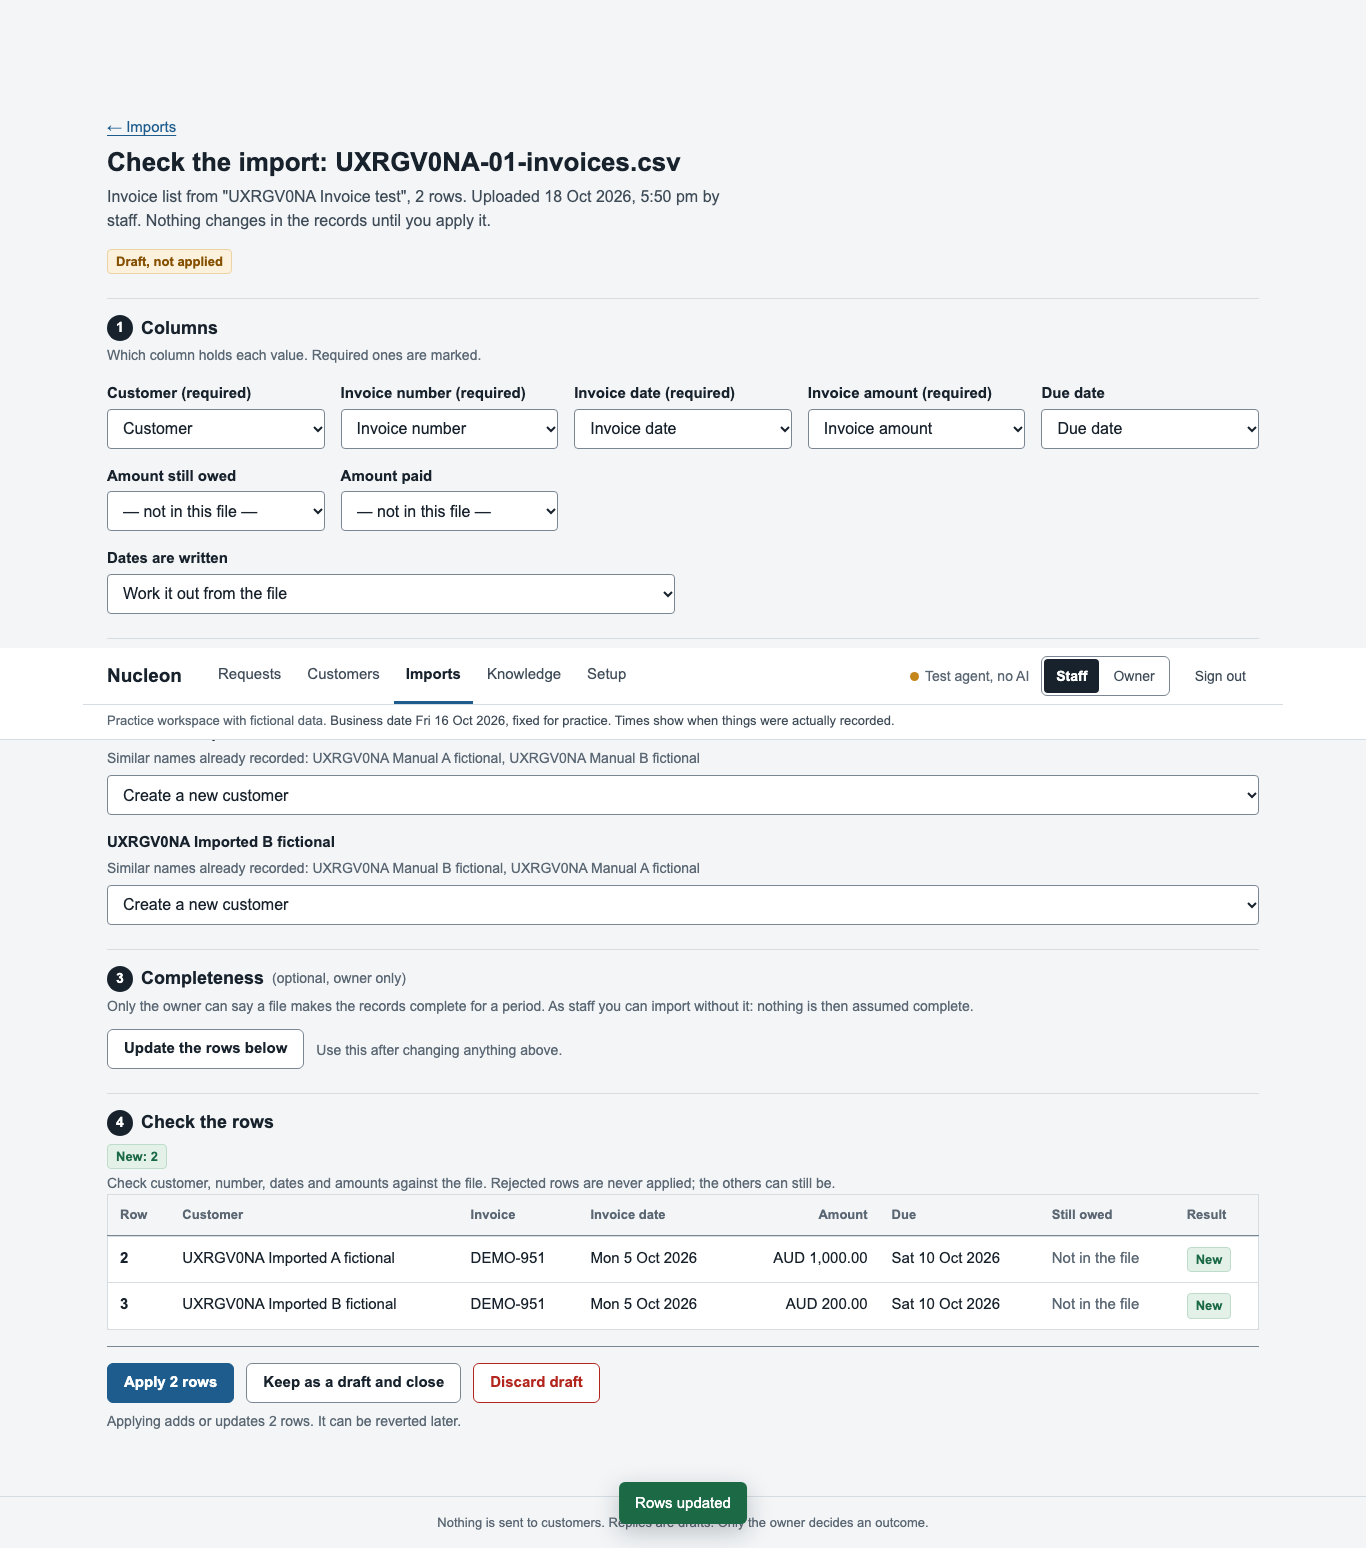 ← Imports
Check the import: UXRGV0NA-01-invoices.csv
Invoice list from "UXRGV0NA Invoice test", 2 rows. Uploaded 18 Oct 2026, 5:50 pm by
staff. Nothing changes in the records until you apply it.
Draft, not applied
1 Columns
Which column holds each value. Required ones are marked.
Customer (required) Invoice number (required) Invoice date (required) Invoice amount (required) Due date
Customer Invoice number Invoice date Invoice amount Due date
Amount still owed Amount paid
— not in this file — — not in this file —
Dates are written
Work it out from the file
Nucleon Requests Customers Imports Knowledge Setup Test agent, no AI Staff Owner Sign out
Practice workspace with fictional data. Business date Fri 16 Oct 2026, fixed for practice. Times show when things were actually recorded.
Similar names already recorded: UXRGV0NA Manual A fictional, UXRGV0NA Manual B fictional
Create a new customer
UXRGV0NA Imported B fictional
Similar names already recorded: UXRGV0NA Manual B fictional, UXRGV0NA Manual A fictional
Create a new customer
3 Completeness (optional, owner only)
Only the owner can say a file makes the records complete for a period. As staff you can import without it: nothing is then assumed complete.
Update the rows below Use this after changing anything above.
4 Check the rows
New: 2
Check customer, number, dates and amounts against the file. Rejected rows are never applied; the others can still be.
Row Customer Invoice Invoice date Amount Due Still owed Result
2 UXRGV0NA Imported A fictional DEMO-951 Mon 5 Oct 2026 AUD 1,000.00 Sat 10 Oct 2026 Not in the file New
3 UXRGV0NA Imported B fictional DEMO-951 Mon 5 Oct 2026 AUD 200.00 Sat 10 Oct 2026 Not in the file New
Apply 2 rows Keep as a draft and close Discard draft
Applying adds or updates 2 rows. It can be reverted later.
Rows updated
Nothing is sent to customers. Replies are drafts. Only the owner decides an outcome.